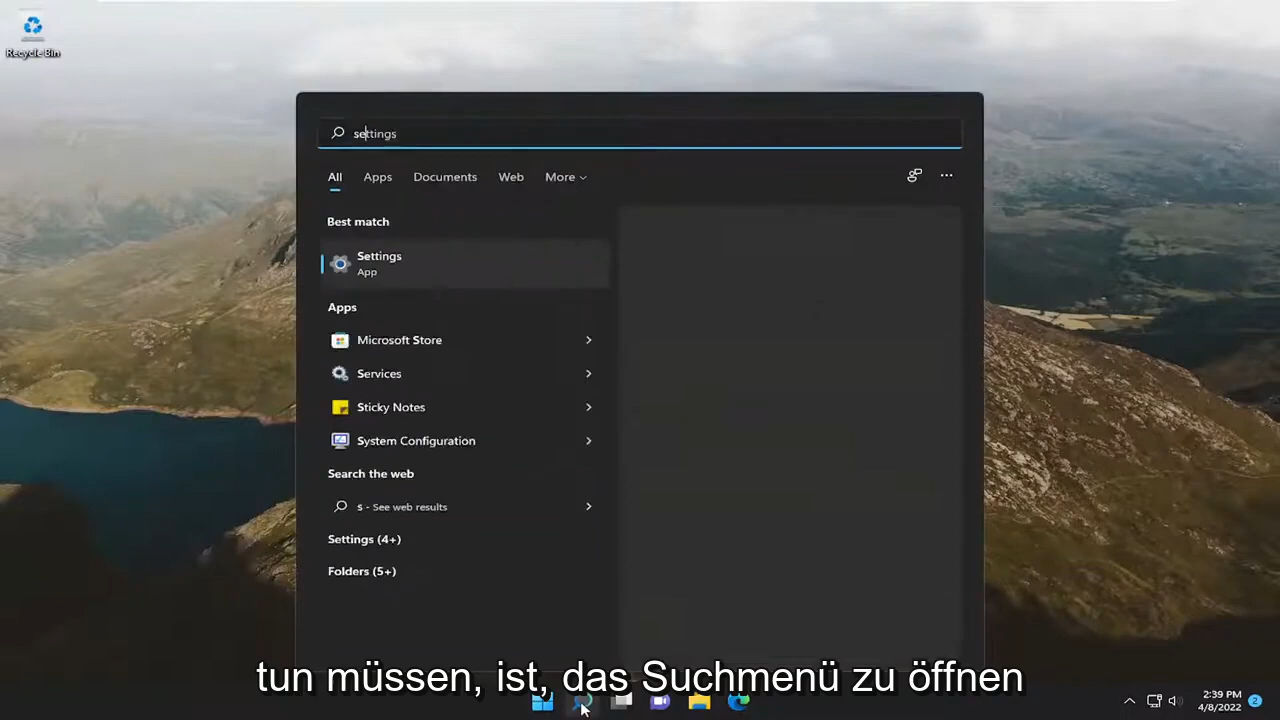 Recycle Bin
settings
All Apps Documents Web More
Best match
Settings
App
Apps
Microsoft Store
Services
Sticky Notes
System Configuration
Search the web
s - See web results
Settings (4+)
Folders (5+)
tun müssen, ist, das Suchmenü zu öffnen
2:39 PM
4/8/2022
2